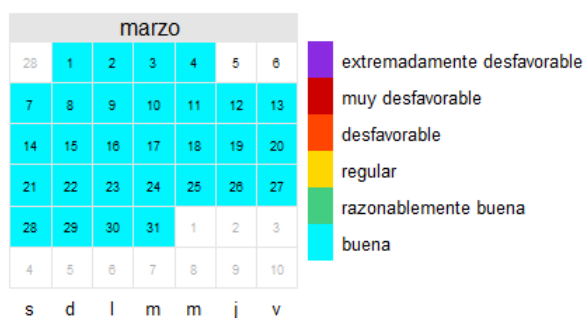 marzo
28 1 2 3 4 5 6
7 8 9 10 11 12 13
14 15 16 17 18 19 20
21 22 23 24 25 26 27
28 29 30 31 1 2 3
4 5 6 7 8 9 10
s d l m m j v
extremadamente desfavorable
muy desfavorable
desfavorable
regular
razonablemente buena
buena